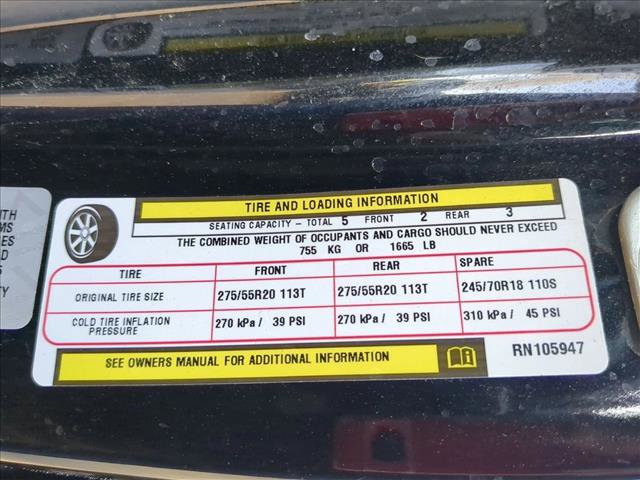 TIRE AND LOADING INFORMATION
SEATING CAPACITY - TOTAL 5 FRONT 2 REAR 3
THE COMBINED WEIGHT OF OCCUPANTS AND CARGO SHOULD NEVER EXCEED
755 KG OR 1665 LB
TIRE FRONT REAR SPARE
ORIGINAL TIRE SIZE 275/55R20 113T 275/55R20 113T 245/70R18 110S
COLD TIRE INFLATION PRESSURE 270 kPa / 39 PSI 270 kPa / 39 PSI 310 kPa / 45 PSI
SEE OWNERS MANUAL FOR ADDITIONAL INFORMATION
RN105947